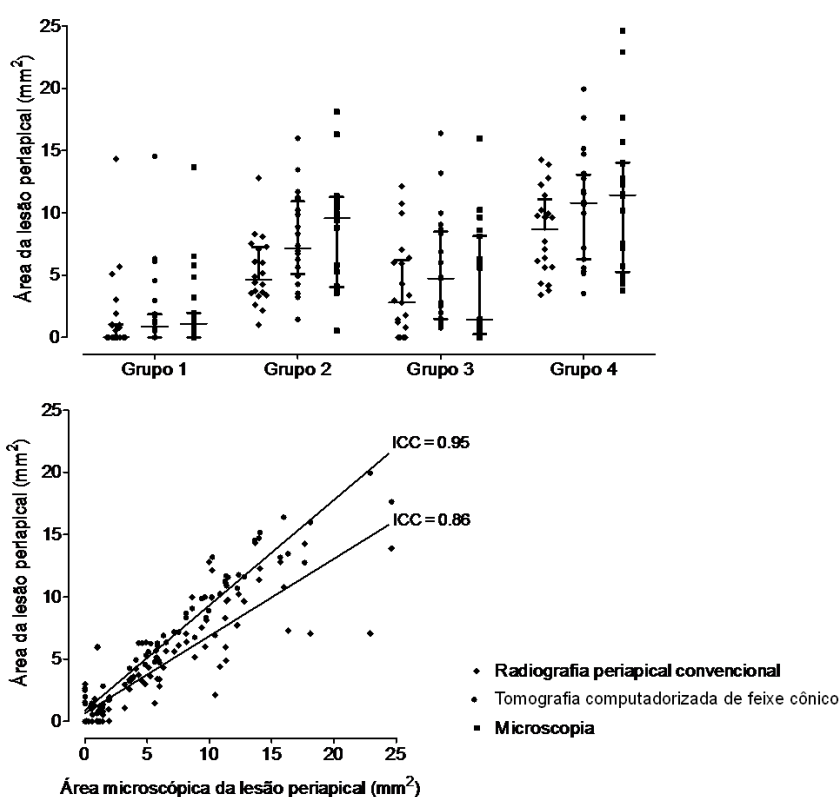 25
20
15
10
5
0
Área da lesão periapical (mm²)
Grupo 1 Grupo 2 Grupo 3 Grupo 4
25
20
15
10
5
0
Área da lesão periapical (mm²)
ICC = 0.95
ICC = 0.86
0 5 10 15 20 25
Área microscópica da lesão periapical (mm²)
Radiografia periapical convencional
Tomografia computadorizada de feixe cônico
Microscopia